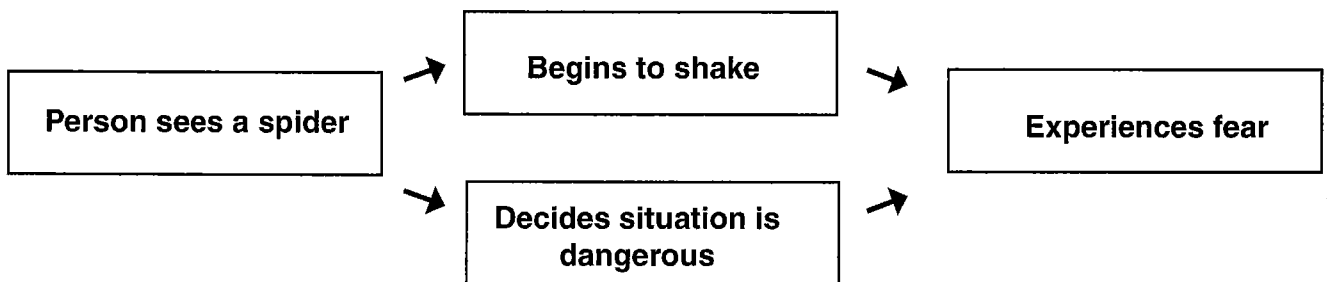 Person sees a spider
Begins to shake
Decides situation is
dangerous
Experiences fear